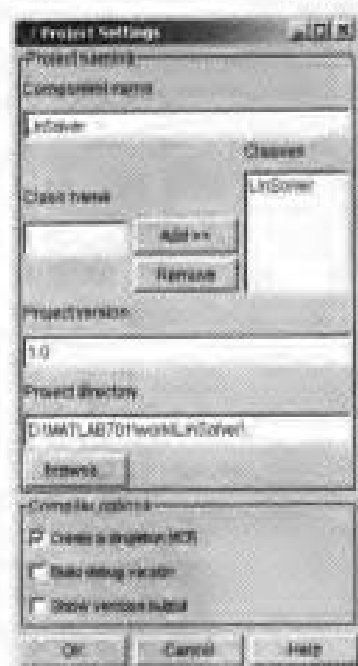 Project Settings
Project naming
Component name
LinSolver
Classes
Class name
LinSolver
Add >>
Remove
Project version
1.0
Project directory
D:\MATLAB701\work\LinSolver\
Browse...
Compiler options
Create a singleton MCR
Build debug version
Show verbose output
OK
Cancel
Help